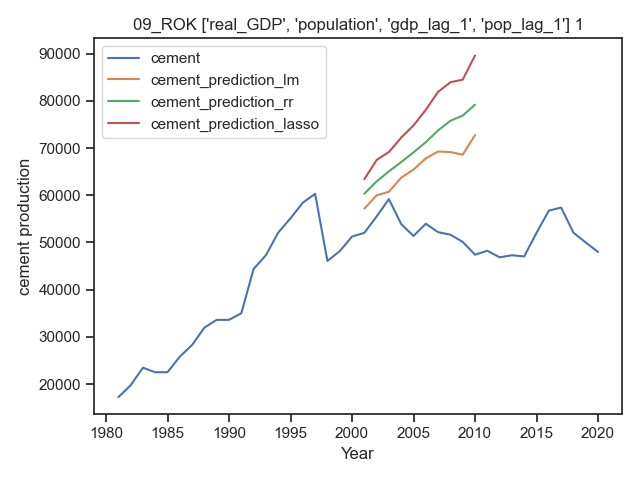 09_ROK ['real_GDP', 'population', 'gdp_lag_1', 'pop_lag_1'] 1
cement
cement_prediction_lm
cement_prediction_rr
cement_prediction_lasso
cement production
90000
80000
70000
60000
50000
40000
30000
20000
1980 1985 1990 1995 2000 2005 2010 2015 2020
Year